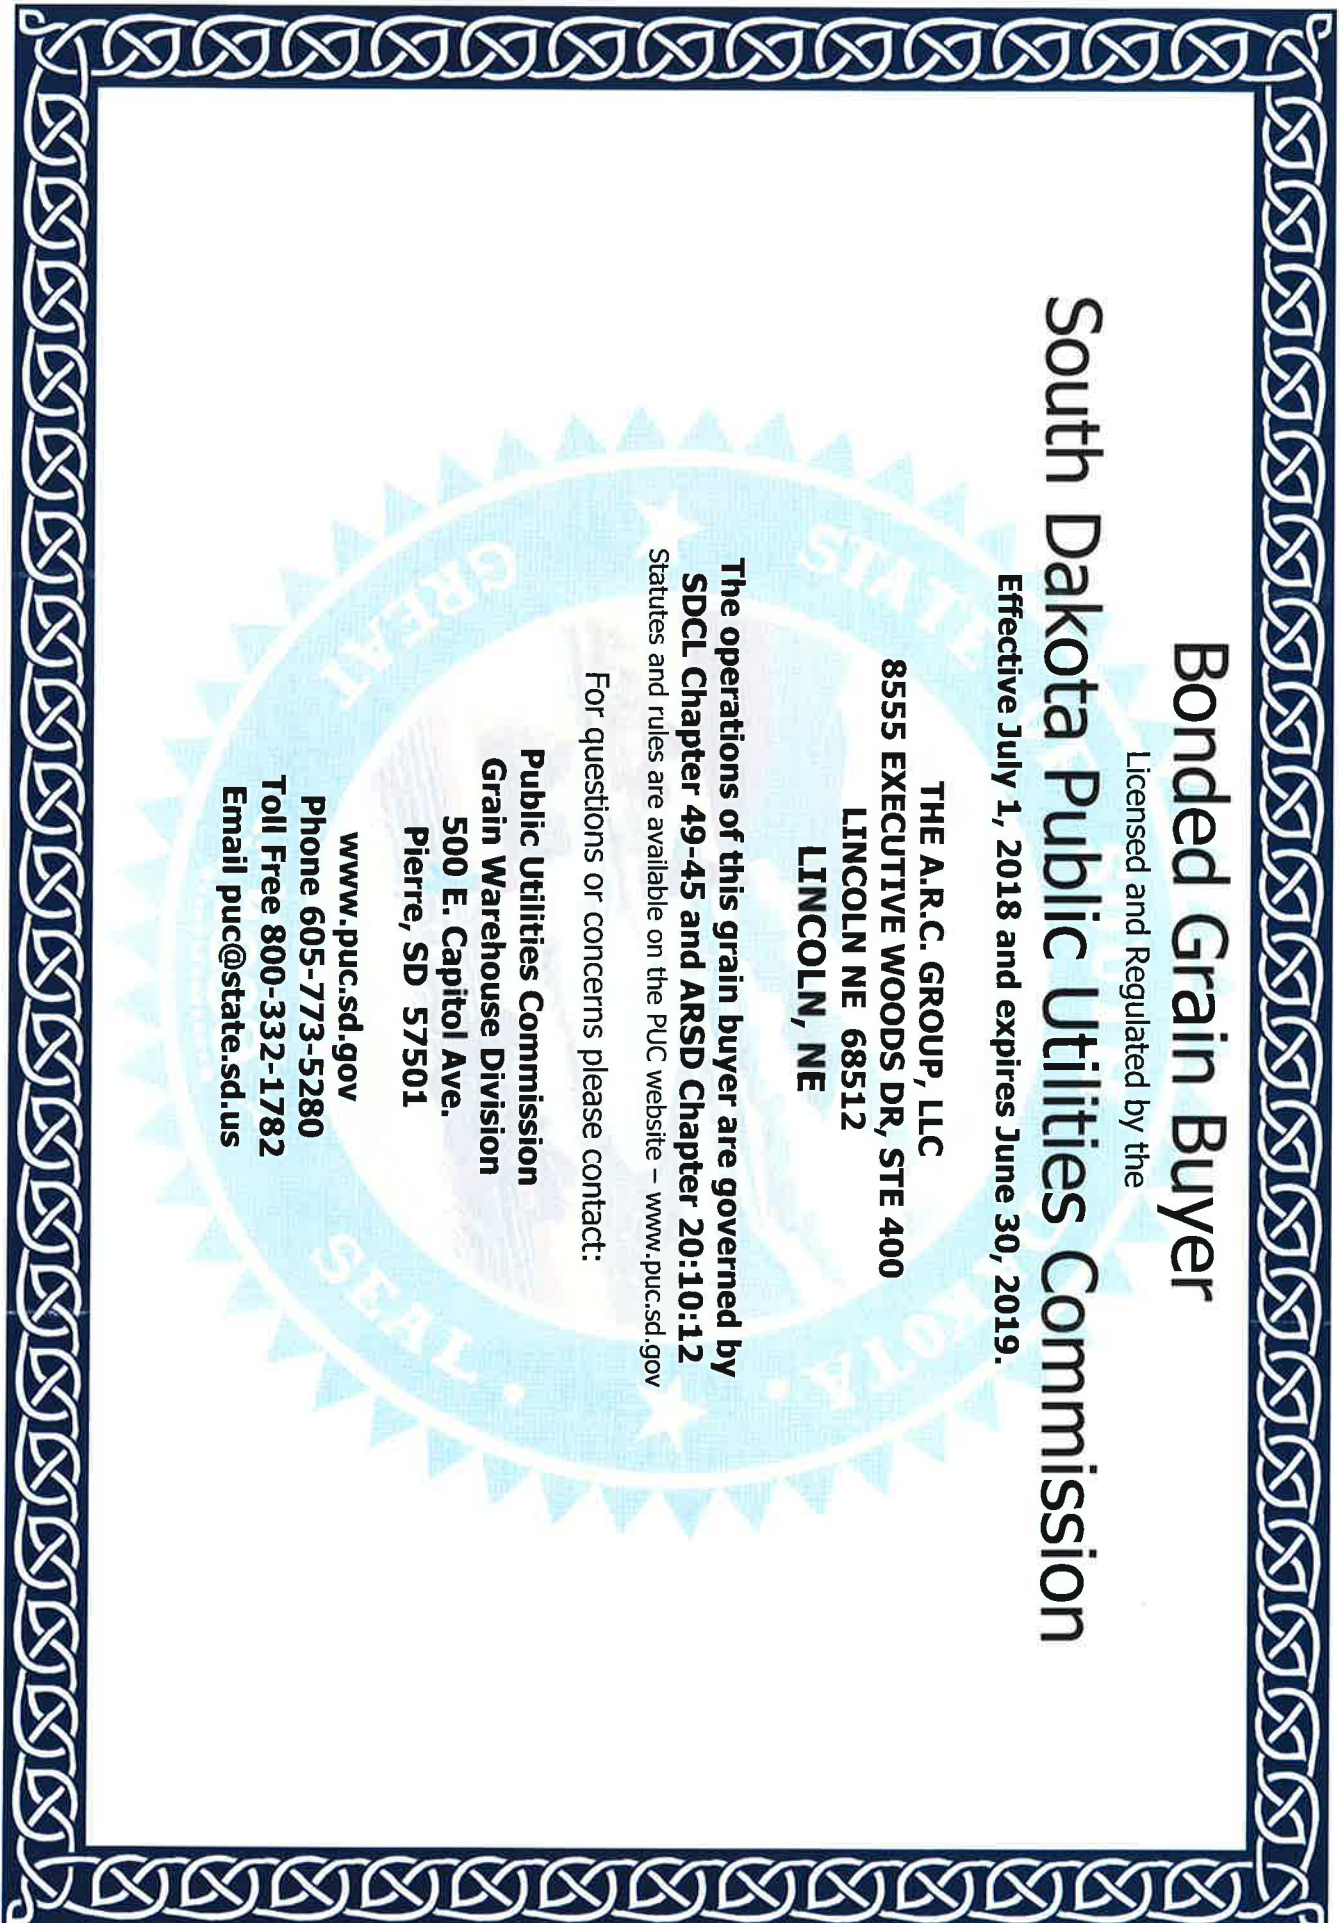 Bonded Grain Buyer
Licensed and Regulated by the
South Dakota Public Utilities Commission
Effective July 1, 2018 and expires June 30, 2019.
THE A.R.C. GROUP, LLC
8555 EXECUTIVE WOODS DR, STE 400
LINCOLN NE 68512
LINCOLN, NE
The operations of this grain buyer are governed by
SDCL Chapter 49-45 and ARSD Chapter 20:10:12
Statutes and rules are available on the PUC website – www.puc.sd.gov
For questions or concerns please contact:
Public Utilities Commission
Grain Warehouse Division
500 E. Capitol Ave.
Pierre, SD 57501
www.puc.sd.gov
Phone 605-773-5280
Toll Free 800-332-1782
Email puc@state.sd.us
GREAT
SEAL
STATE